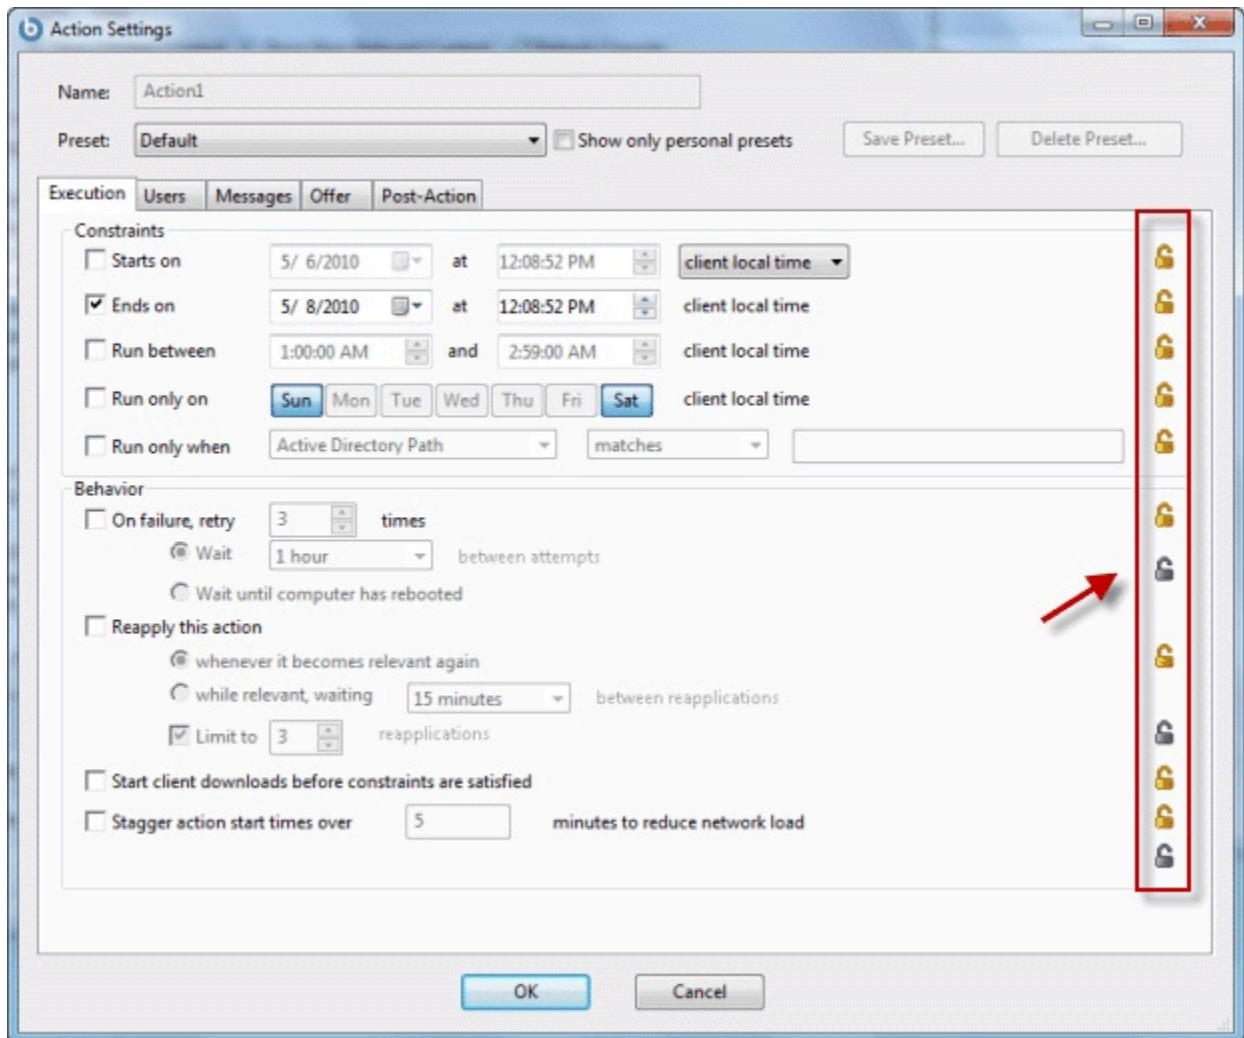 Action Settings
Name: Action1
Preset: Default Show only personal presets Save Preset... Delete Preset...
Execution Users Messages Offer Post-Action
Constraints
Starts on 5/ 6/2010 at 12:08:52 PM client local time
Ends on 5/ 8/2010 at 12:08:52 PM client local time
Run between 1:00:00 AM and 2:59:00 AM client local time
Run only on Sun Mon Tue Wed Thu Fri Sat client local time
Run only when Active Directory Path matches
Behavior
On failure, retry 3 times
Wait 1 hour between attempts
Wait until computer has rebooted
Reapply this action
whenever it becomes relevant again
while relevant, waiting 15 minutes between reapplications
Limit to 3 reapplications
Start client downloads before constraints are satisfied
Stagger action start times over 5 minutes to reduce network load
OK Cancel